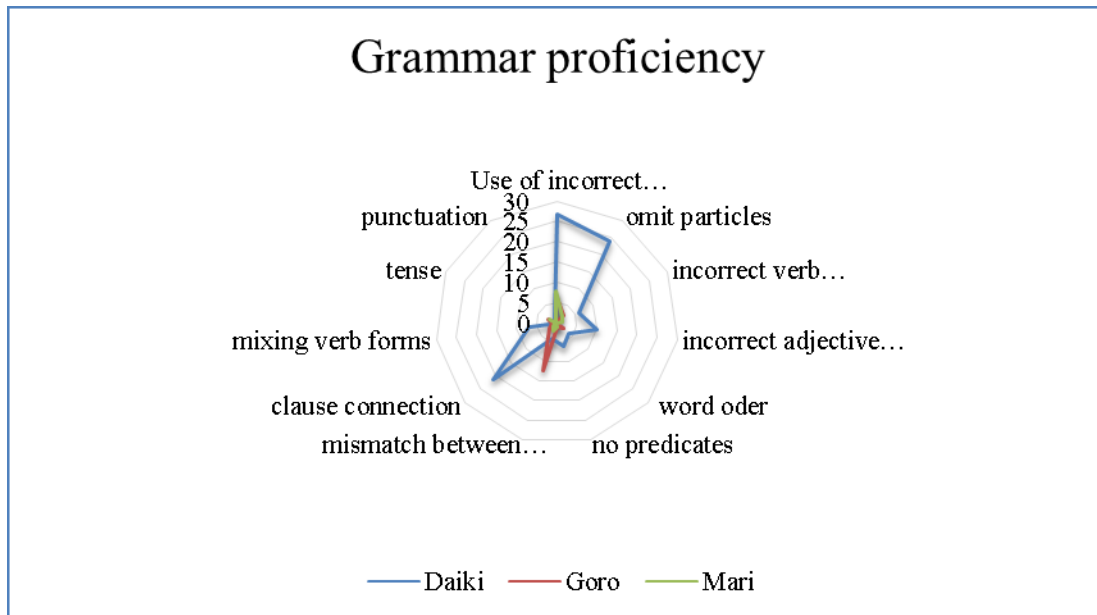 Grammar proficiency
Use of incorrect…
30
punctuation
omit particles
25
20
tense
15
incorrect verb…
10
5
0
mixing verb forms
incorrect adjective…
clause connection
word oder
mismatch between…
no predicates
Daiki
Goro
Mari